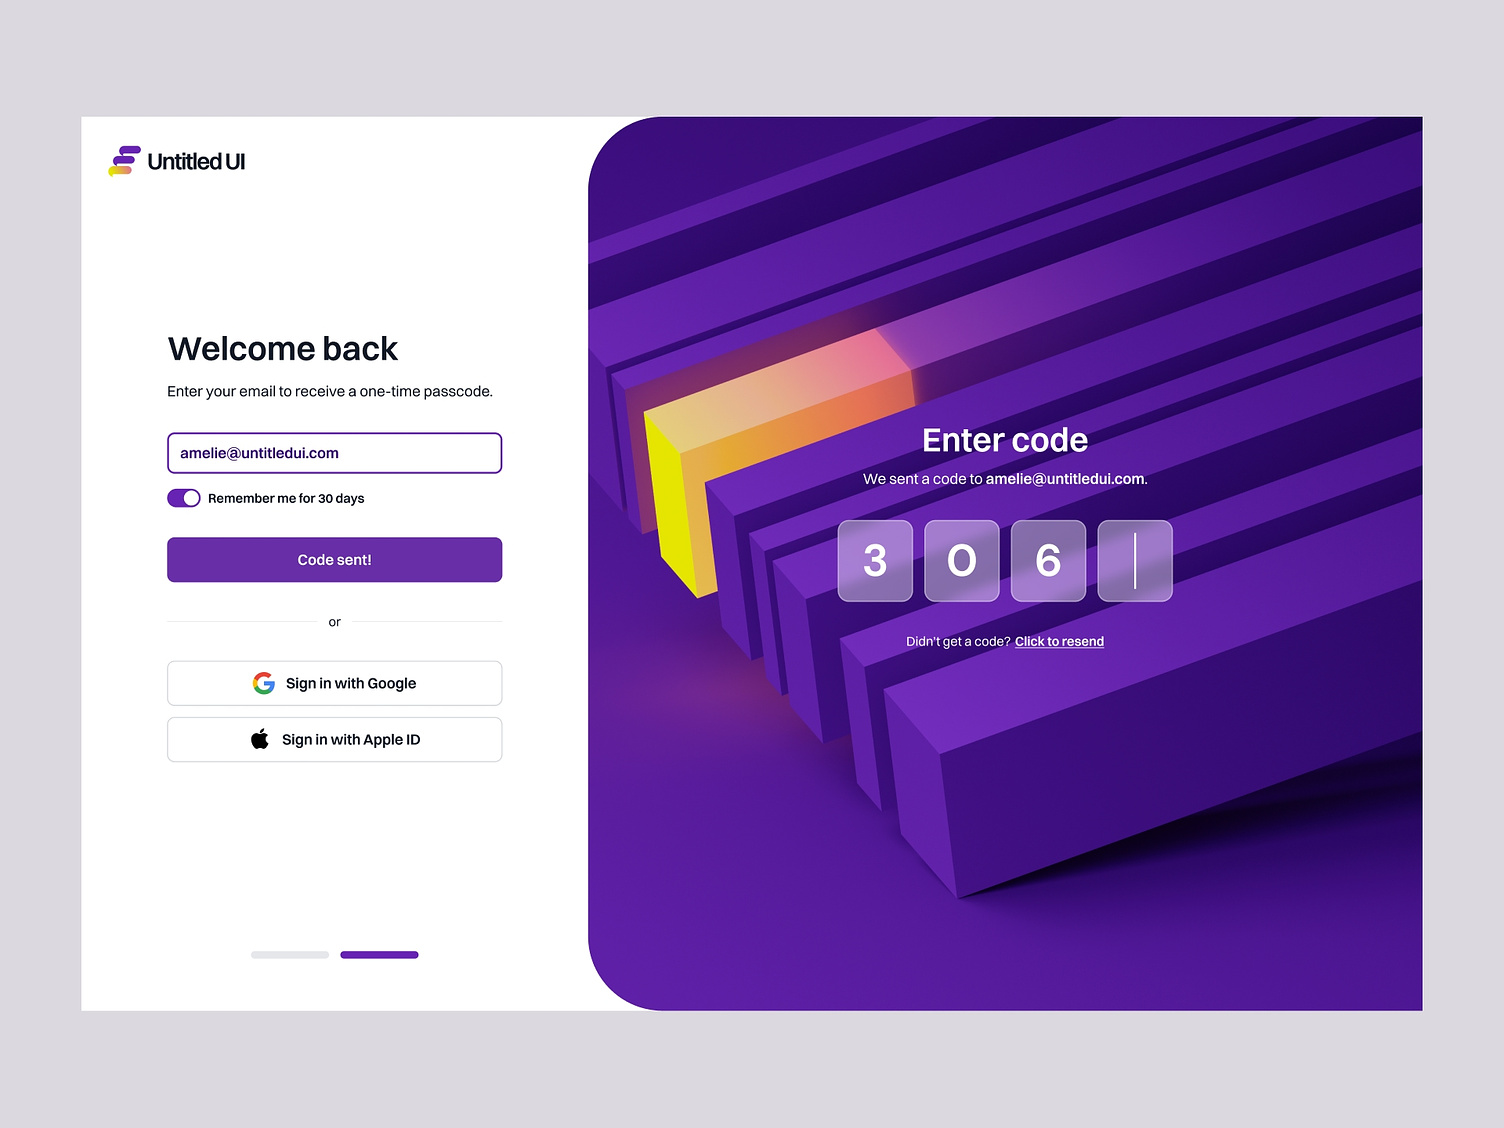 Untitled UI
Welcome back
Enter your email to receive a one-time passcode.
amelie@untitledui.com
Remember me for 30 days
Code sent!
or
Sign in with Google
Sign in with Apple ID
Enter code
We sent a code to amelie@untitledui.com.
3 0 6
Didn't get a code? Click to resend